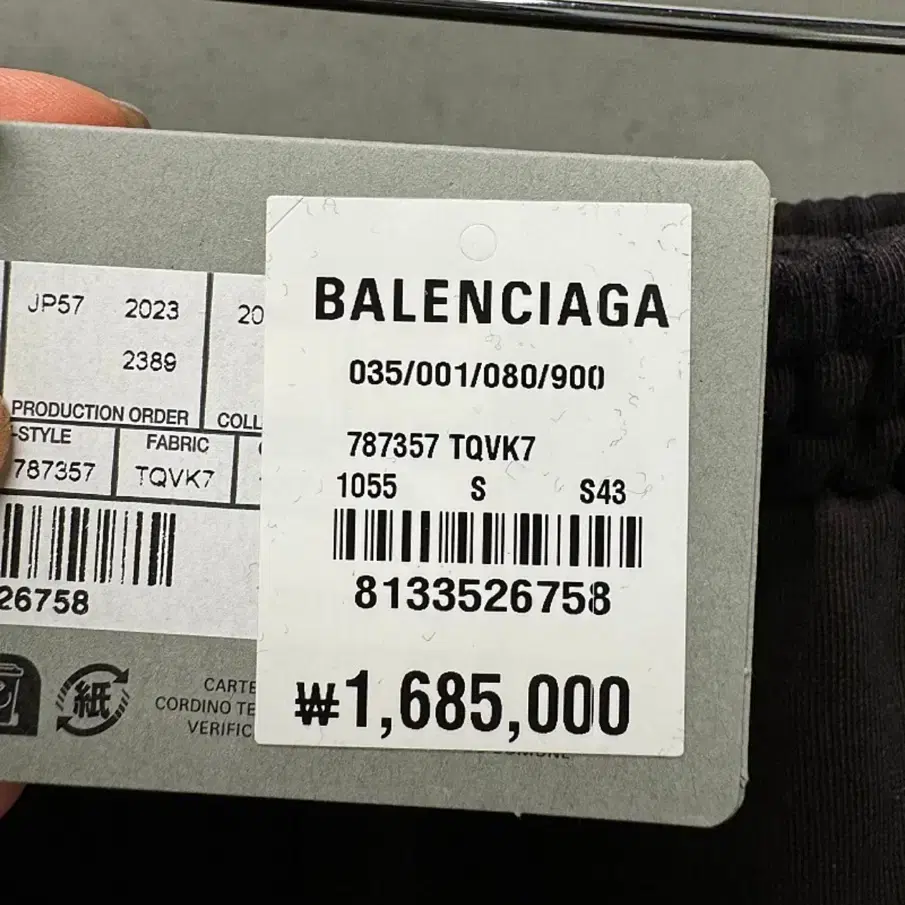 JP57 2023 20
2389
PRODUCTION ORDER COLL
STYLE FABRIC
787357 TQVK7
26758
紙
CARTE
CORDINO TE
VERIFIC
BALENCIAGA
035/001/080/900
787357 TQVK7
1055 S S43
8133526758
₩1,685,000